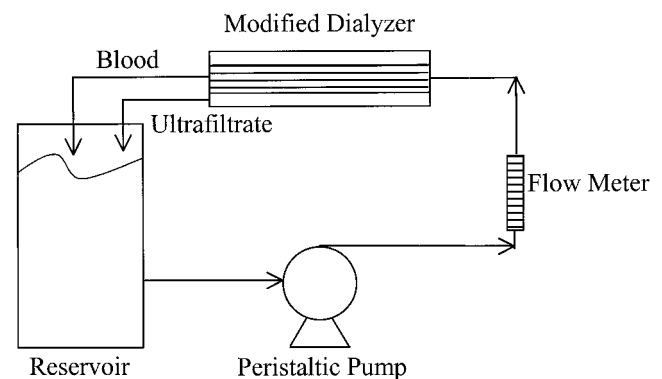 Modified Dialyzer
Blood
Ultrafiltrate
Flow Meter
Reservoir
Peristaltic Pump